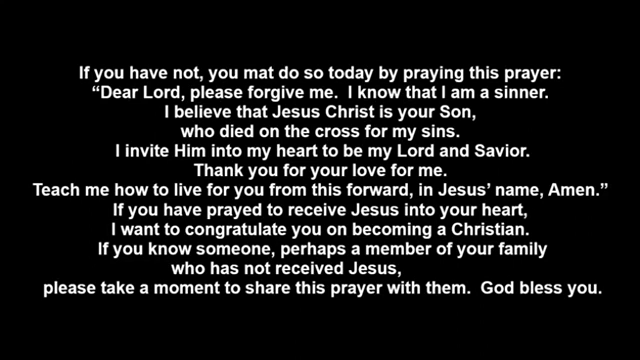 If you have not, you mat do so today by praying this prayer:
“Dear Lord, please forgive me.  I know that I am a sinner.
I believe that Jesus Christ is your Son,
who died on the cross for my sins.
I invite Him into my heart to be my Lord and Savior.
Thank you for your love for me.
Teach me how to live for you from this forward, in Jesus’ name, Amen.”
If you have prayed to receive Jesus into your heart,
I want to congratulate you on becoming a Christian.
If you know someone, perhaps a member of your family
who has not received Jesus,
please take a moment to share this prayer with them.  God bless you.